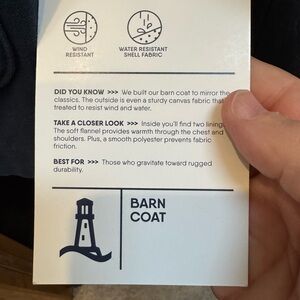 WIND
RESISTANT
WATER RESISTANT
SHELL FABRIC
DID YOU KNOW >>> We built our barn coat to mirror the
classics. The outside is even a sturdy canvas fabric that
treated to resist wind and water.
TAKE A CLOSER LOOK >>> Inside you'll find two
The soft flannel provides warmth through the chest and
shoulders. Plus, a smooth polyester prevents fabric
friction.
BEST FOR >>> Those who gravitate toward rugged
durability.
BARN
COAT